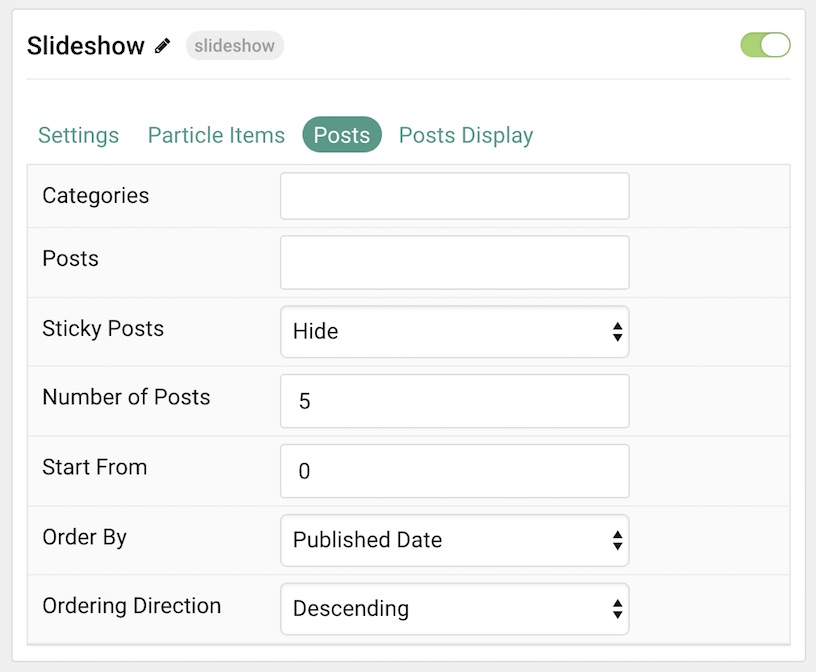 Slideshow slideshow
Settings Particle Items Posts Posts Display
Categories
Posts
Sticky Posts Hide
Number of Posts 5
Start From 0
Order By Published Date
Ordering Direction Descending